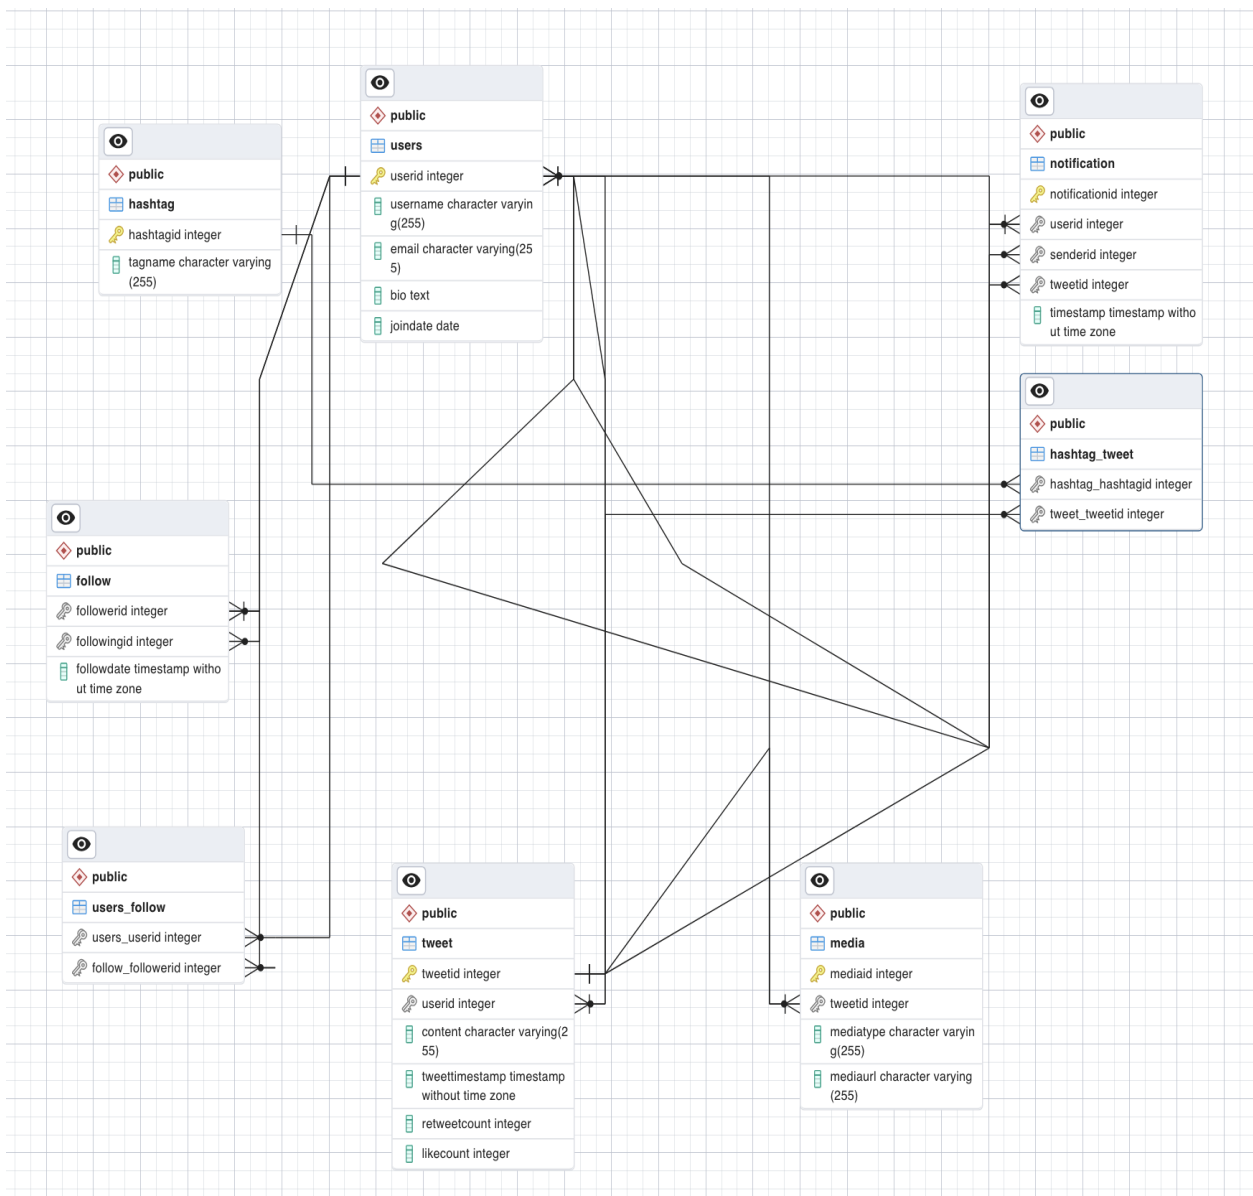 public
users
userid integer
username character varyin
g(255)
email character varying(25
5)
bio text
joindate date
public
hashtag
hashtagid integer
tagname character varying
(255)
public
notification
notificationid integer
userid integer
senderid integer
tweetid integer
timestamp timestamp witho
ut time zone
public
hashtag_tweet
hashtag_hashtagid integer
tweet_tweetid integer
public
follow
followerid integer
followingid integer
followdate timestamp witho
ut time zone
public
users_follow
users_userid integer
follow_followerid integer
public
tweet
tweetid integer
userid integer
content character varying(2
55)
tweettimestamp timestamp
without time zone
retweetcount integer
likecount integer
public
media
mediaid integer
tweetid integer
mediatype character varyin
g(255)
mediaurl character varying
(255)